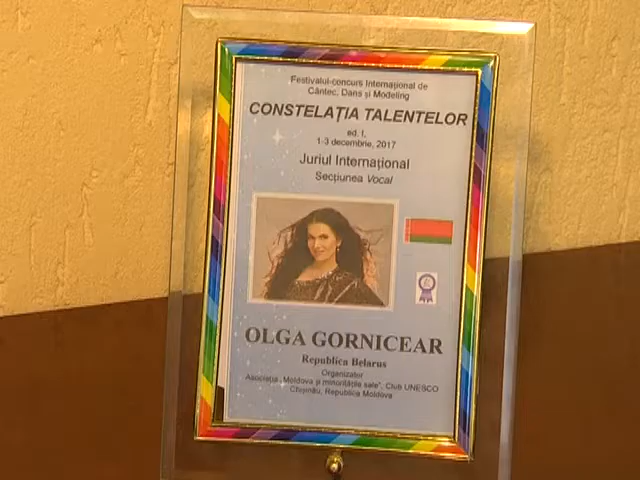 Festivalul-concurs Internațional de
Cântec, Dans și Modeling
CONSTELAȚIA TALENTELOR
ed. I,
1-3 decembrie, 2017
Juriul Internațional
Secțiunea Vocal
OLGA GORNICEAR
Republica Belarus
Organizator
Asociația „Moldova și minoritățile sale”, Club UNESCO
Chișinău, Republica Moldova